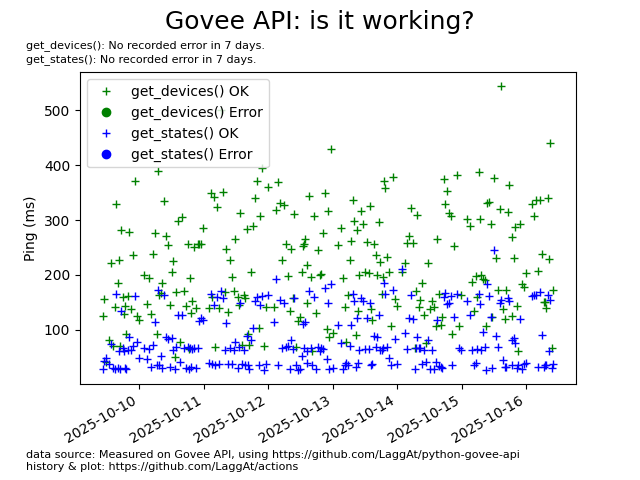 Govee API: is it working?
get_devices(): No recorded error in 7 days.
get_states(): No recorded error in 7 days.
get_devices() OK
get_devices() Error
get_states() OK
get_states() Error
Ping (ms)
500
400
300
200
100
2025-10-10
2025-10-11
2025-10-12
2025-10-13
2025-10-14
2025-10-15
2025-10-16
data source: Measured on Govee API, using https://github.com/LaggAt/python-govee-api
history & plot: https://github.com/LaggAt/actions